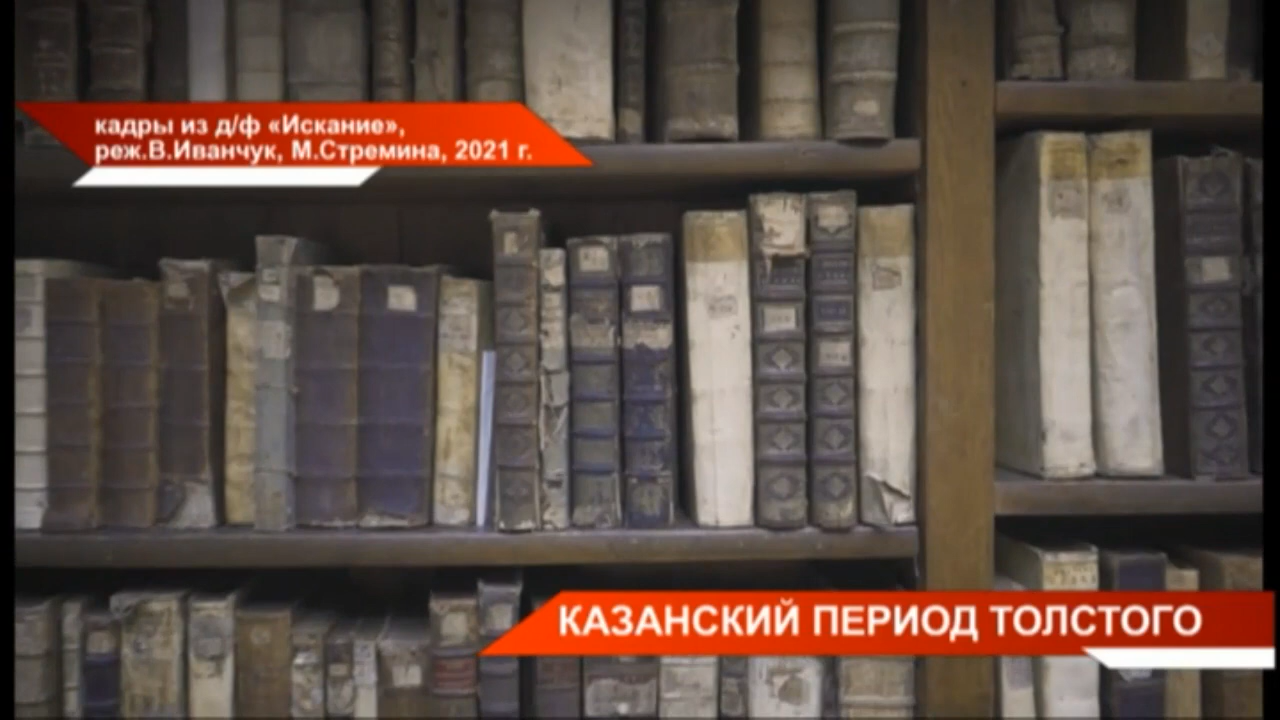 кадры из д/ф «Искание»,
реж.В.Иванчук, М.Стремина, 2021 г.
КАЗАНСКИЙ ПЕРИОД ТОЛСТОГО